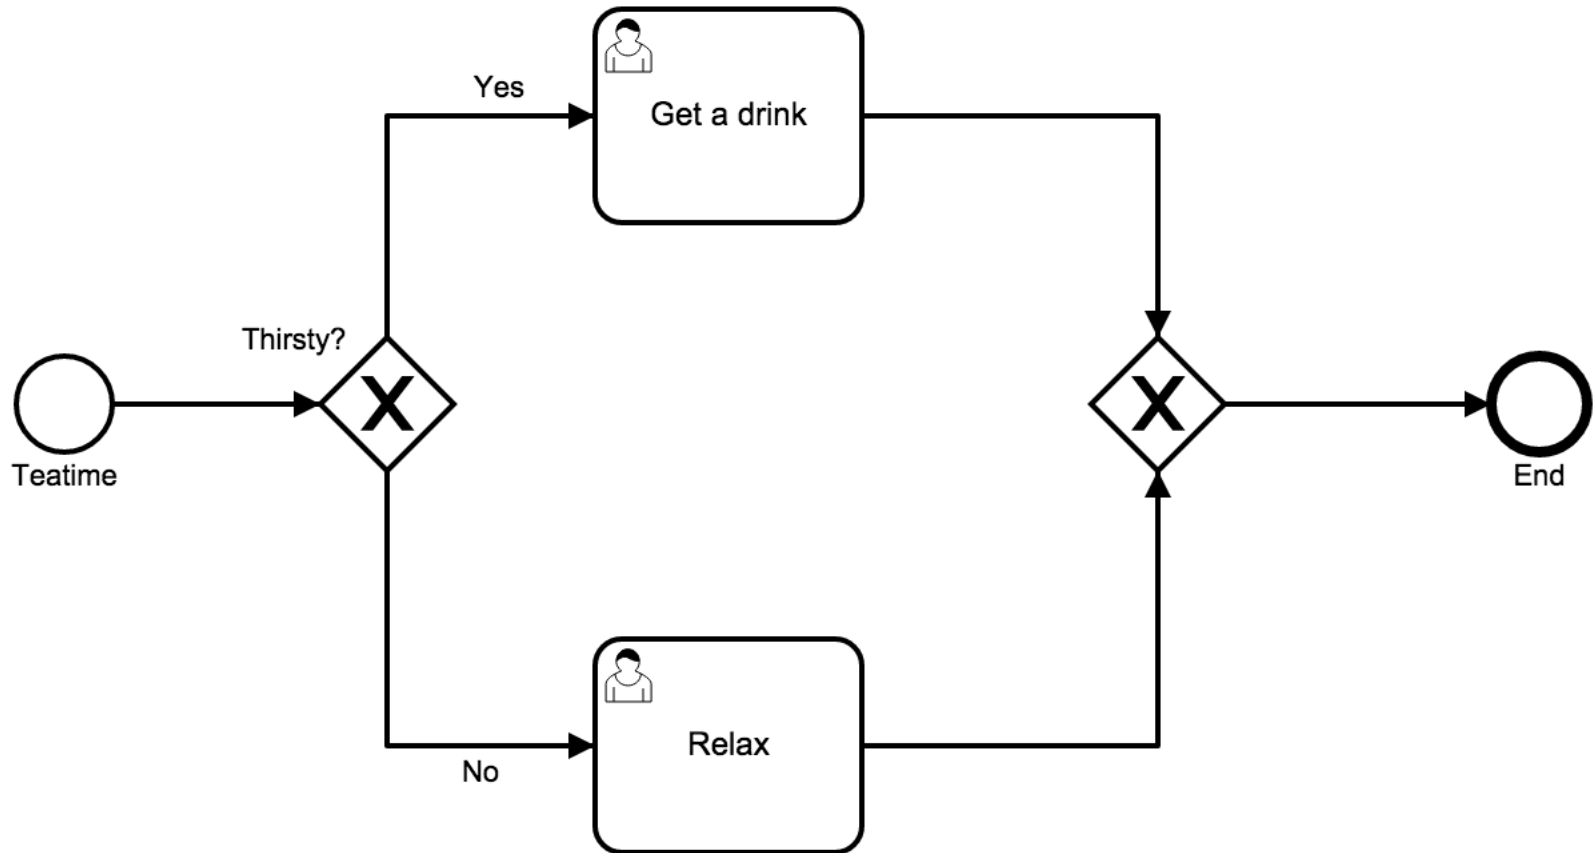 Yes
Get a drink
Thirsty?
X
X
Teatime
End
Relax
No